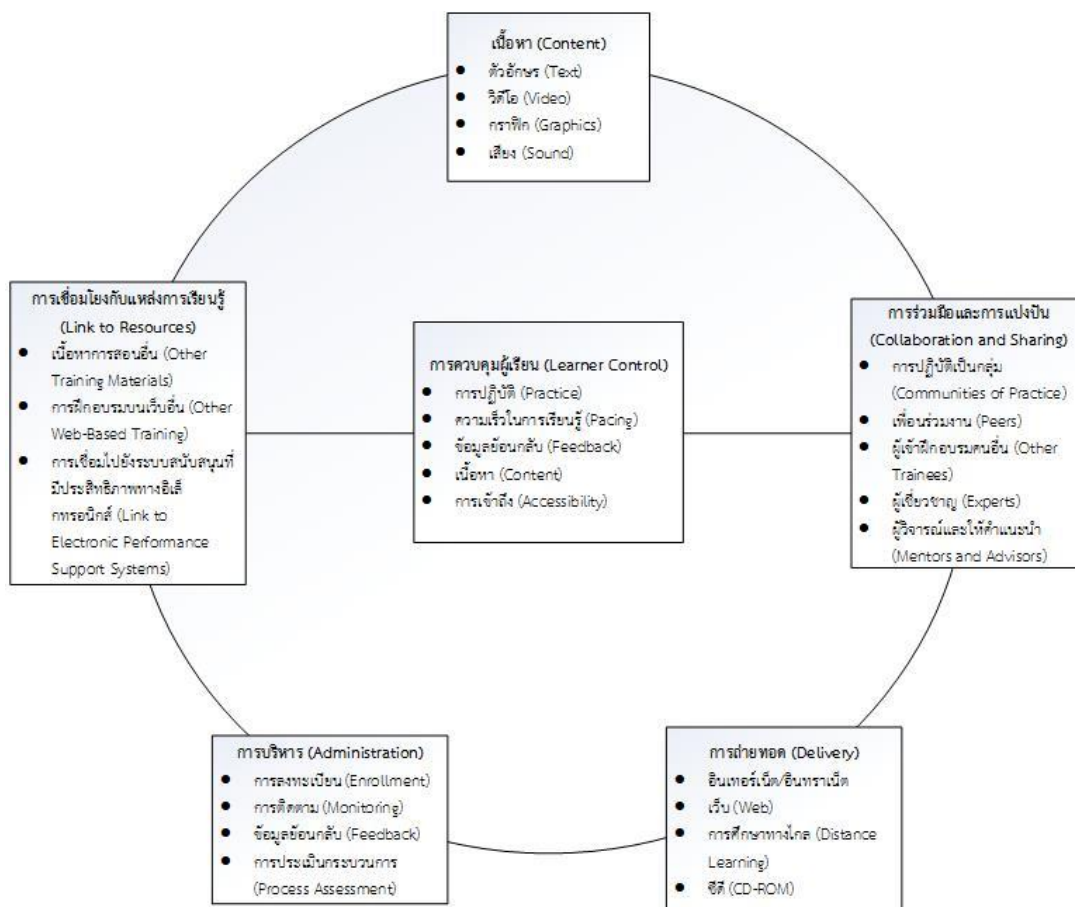 เนื้อหา (Content)
● ตัวอักษร (Text)
● วิดีโอ (Video)
● กราฟิก (Graphics)
● เสียง (Sound)
การเชื่อมโยงกับแหล่งการเรียนรู้
(Link to Resources)
● เนื้อหาการสอนอื่น (Other
Training Materials)
● การฝึกอบรมบนเว็บอื่น (Other
Web-Based Training)
● การเชื่อมไปยังระบบสนับสนุนที่
มีประสิทธิภาพทางอิเล็
กทรอนิกส์ (Link to
Electronic Performance
Support Systems)
การควบคุมผู้เรียน (Learner Control)
● การปฏิบัติ (Practice)
● ความเร็วในการเรียนรู้ (Pacing)
● ข้อมูลย้อนกลับ (Feedback)
● เนื้อหา (Content)
● การเข้าถึง (Accessibility)
การร่วมมือและการแบ่งปัน
(Collaboration and Sharing)
● การปฏิบัติเป็นกลุ่ม
(Communities of Practice)
● เพื่อนร่วมงาน (Peers)
● ผู้เข้าฝึกอบรมคนอื่น (Other
Trainees)
● ผู้เชี่ยวชาญ (Experts)
● ผู้วิจารณ์และให้คำแนะนำ
(Mentors and Advisors)
การบริหาร (Administration)
● การลงทะเบียน (Enrollment)
● การติดตาม (Monitoring)
● ข้อมูลย้อนกลับ (Feedback)
● การประเมินกระบวนการ
(Process Assessment)
การถ่ายทอด (Delivery)
● อินเทอร์เน็ต/อินทราเน็ต
● เว็บ (Web)
● การศึกษาทางไกล (Distance
Learning)
● ซีดี (CD-ROM)